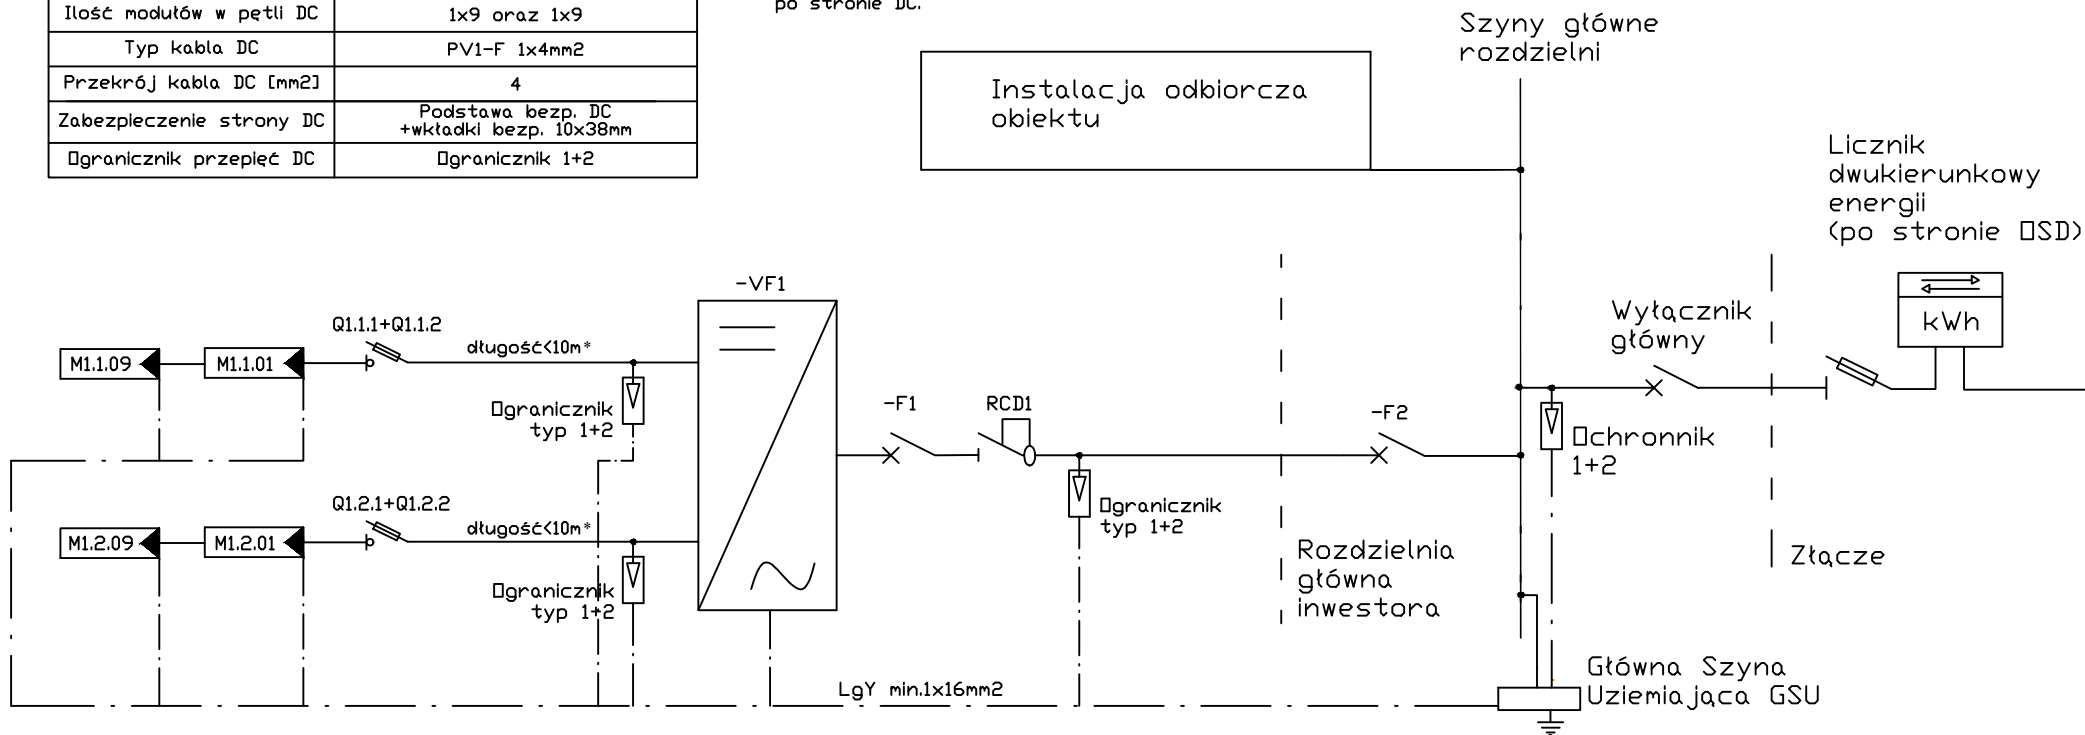 Ilość modułów w pętli DC
1x9 oraz 1x9
Typ kabla DC
PV1-F 1x4mm2
Przekrój kabla DC [mm2]
4
Zabezpieczenie strony DC
Podstawa bezp. DC
+wkładki bezp. 10x38mm
Ogranicznik przepięć DC
Ogranicznik 1+2
po stronie DC.
Instalacja odbiorcza
obiektu
Szyny główne
rozdzielni
Licznik
dwukierunkowy
energii
(po stronie OSD)
kWh
Wyłącznik
główny
-VF1
Q1.1.1+Q1.1.2
długość<10m*
M1.1.09
M1.1.01
Ogranicznik
typ 1+2
-F1
RCD1
-F2
Ochronnik
1+2
Q1.2.1+Q1.2.2
długość<10m*
M1.2.09
M1.2.01
Ogranicznik
typ 1+2
Ogranicznik
typ 1+2
Rozdzielnia
główna
inwestora
Złącze
LgY min.1x16mm2
Główna Szyna
Uziemiająca GSU